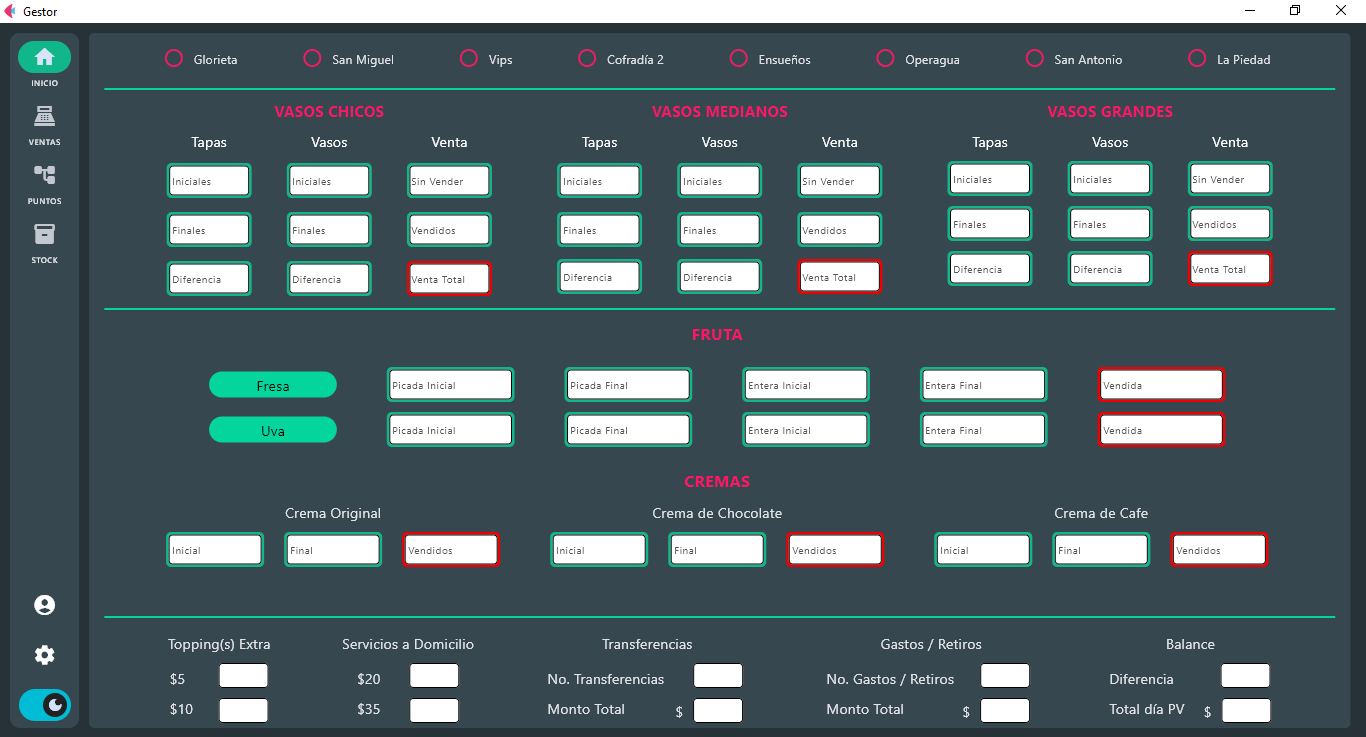 Gestor
INICIO
VENTAS
PUNTOS
STOCK
Glorieta San Miguel Vips Cofradía 2 Ensueños Operagua San Antonio La Piedad
VASOS CHICOS VASOS MEDIANOS VASOS GRANDES
Tapas Vasos Venta Tapas Vasos Venta Tapas Vasos Venta
Iniciales Iniciales Sin Vender Iniciales Iniciales Sin Vender Iniciales Iniciales Sin Vender
Finales Finales Vendidos Finales Finales Vendidos Finales Finales Vendidos
Diferencia Diferencia Venta Total Diferencia Diferencia Venta Total Diferencia Diferencia Venta Total
FRUTA
Fresa Picada Inicial Picada Final Entera Inicial Entera Final Vendida
Uva Picada Inicial Picada Final Entera Inicial Entera Final Vendida
CREMAS
Crema Original Crema de Chocolate Crema de Cafe
Inicial Final Vendidos Inicial Final Vendidos Inicial Final Vendidos
Topping(s) Extra Servicios a Domicilio Transferencias Gastos / Retiros Balance
$5 $20 No. Transferencias No. Gastos / Retiros Diferencia
$10 $35 Monto Total $ Monto Total $ Total día PV $